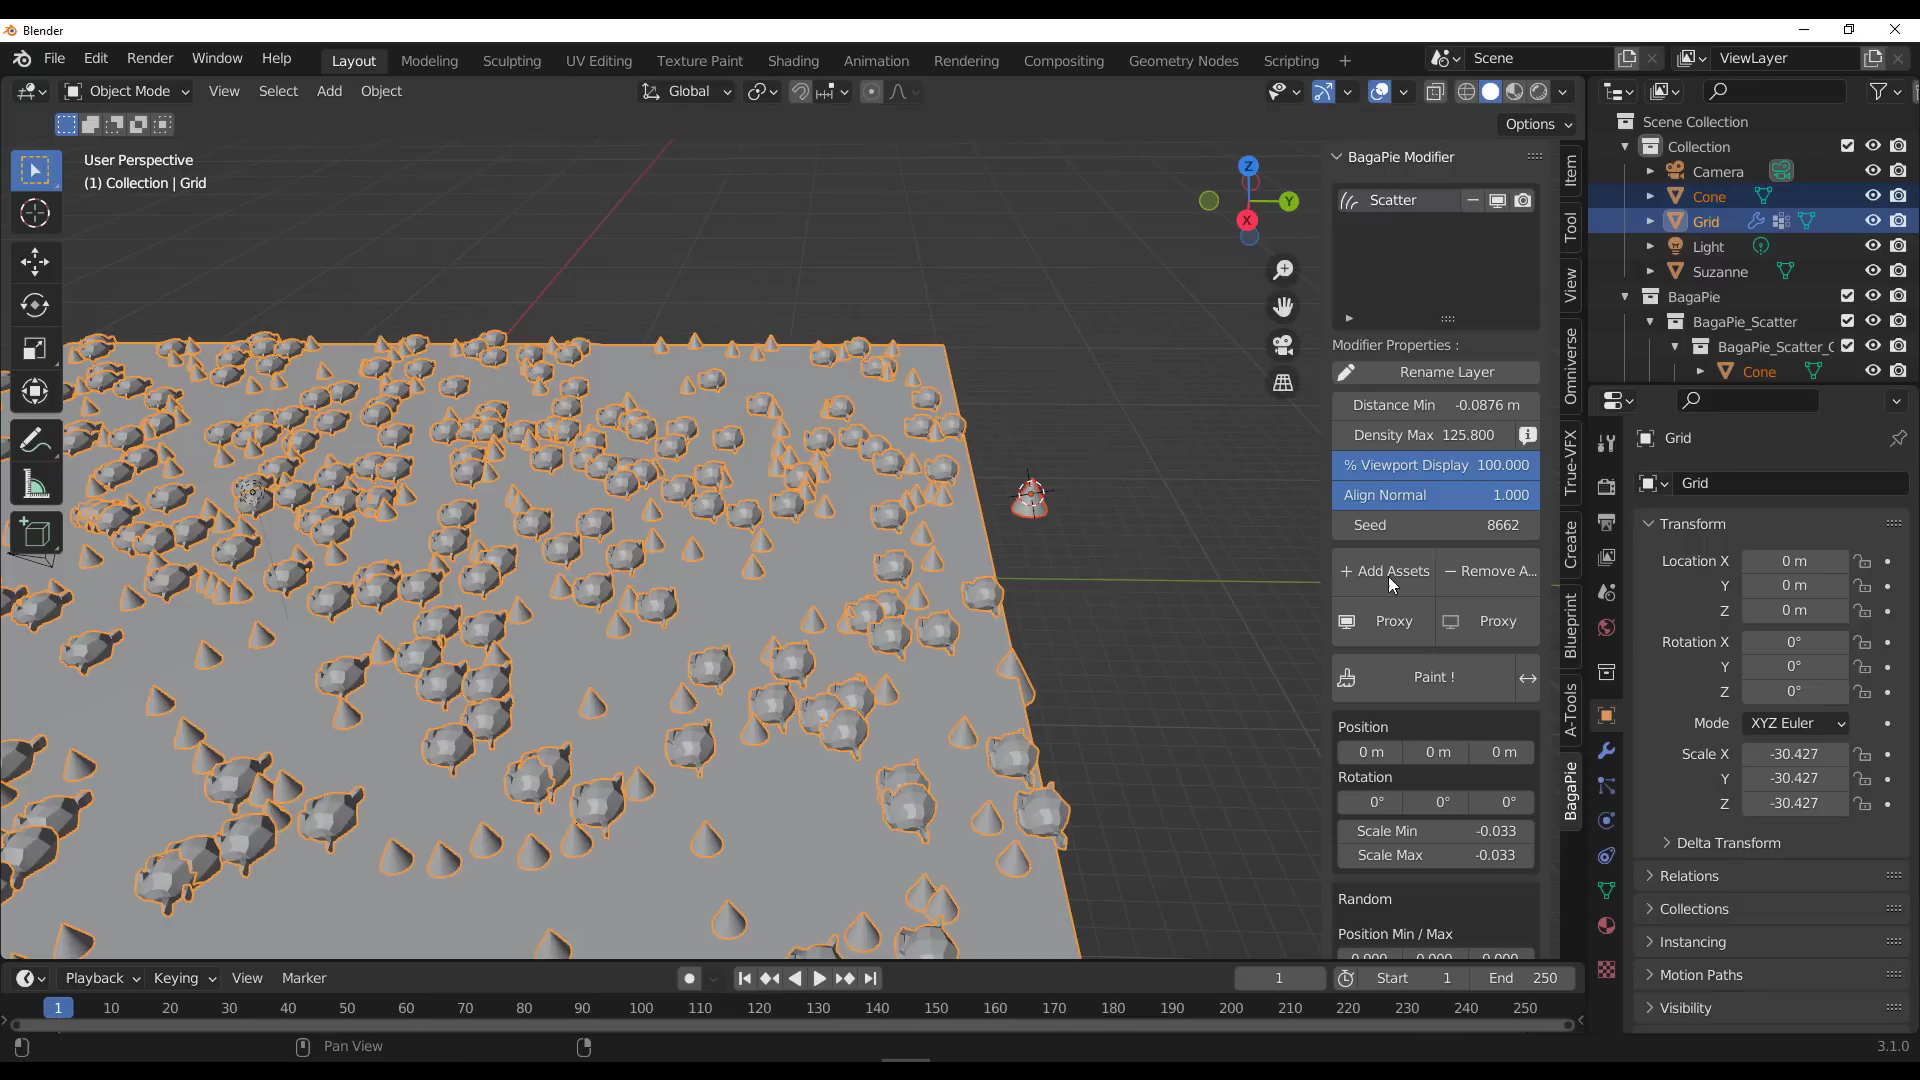 Blender
File Edit Render Window Help Layout Modeling Sculpting UV Editing Texture Paint Shading Animation Rendering Compositing Geometry Nodes Scripting + Scene ViewLayer
Object Mode View Select Add Object Global
Options
User Perspective
(1) Collection | Grid
Z
Y
X
BagaPie Modifier
Scatter
Modifier Properties :
Rename Layer
Distance Min -0.0876 m
Density Max 125.800
% Viewport Display 100.000
Align Normal 1.000
Seed 8662
Add Assets Remove A...
Proxy Proxy
Paint !
Position
0 m 0 m 0 m
Rotation
0° 0° 0°
Scale Min -0.033
Scale Max -0.033
Random
Position Min / Max
0.000 0.000 0.000
Item
Tool
View
Omniverse
True-VFX
Create
Blueprint
A-Tools
BagaPie
Scene Collection
Collection
Camera
Cone
Grid
Light
Suzanne
BagaPie
BagaPie_Scatter
BagaPie_Scatter_C
Cone
Grid
Grid
Transform
Location X 0 m
Y 0 m
Z 0 m
Rotation X 0°
Y 0°
Z 0°
Mode XYZ Euler
Scale X -30.427
Y -30.427
Z -30.427
Delta Transform
Relations
Collections
Instancing
Motion Paths
Visibility
Playback Keying View Marker 1 Start 1 End 250
1 10 20 30 40 50 60 70 80 90 100 110 120 130 140 150 160 170 180 190 200 210 220 230 240 250
Pan View 3.1.0